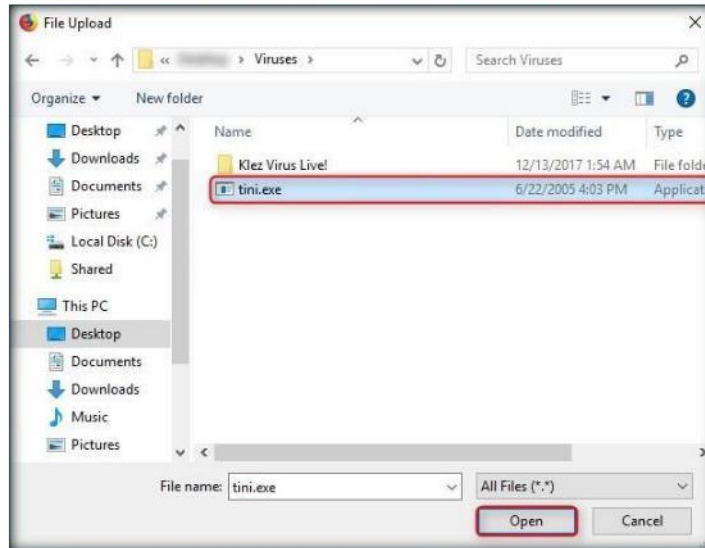 File Upload
« > Viruses >
Search Viruses
Organize
New folder
Name
Date modified
Type
Desktop
Downloads
Documents
Pictures
Local Disk (C:)
Shared
This PC
Desktop
Documents
Downloads
Music
Pictures
Klez Virus Live!
12/13/2017 1:54 AM
File folde
tini.exe
6/22/2005 4:03 PM
Applicat
File name: tini.exe
All Files (*.*)
Open
Cancel